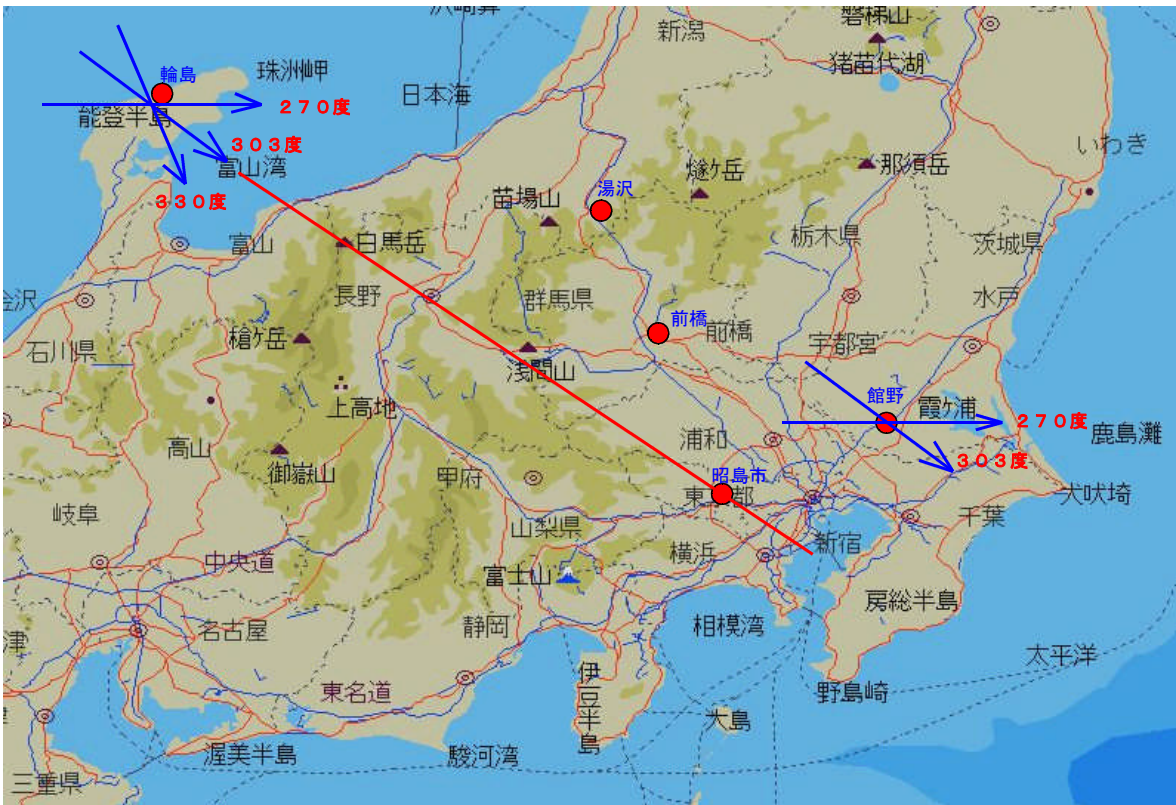 新潟
磐梯山
猪苗代湖
輪島
珠洲岬
日本海
能登半島
270度
303度
富山湾
330度
いわき
那須岳
燧ケ岳
湯沢
苗場山
栃木県
茨城県
富山
白馬岳
長野
群馬県
水戸
石川県
槍ケ岳
前橋
前橋
宇都宮
浅間山
上高地
館野
霞ケ浦
270度
鹿島灘
浦和
303度
高山
御嶽山
甲府
昭島市
犬吠埼
岐阜
山梨県
千葉
中央道
富士山
横浜
新宿
房総半島
名古屋
静岡
相模湾
太平洋
東名道
伊豆半島
野島崎
大島
渥美半島
駿河湾
三重県